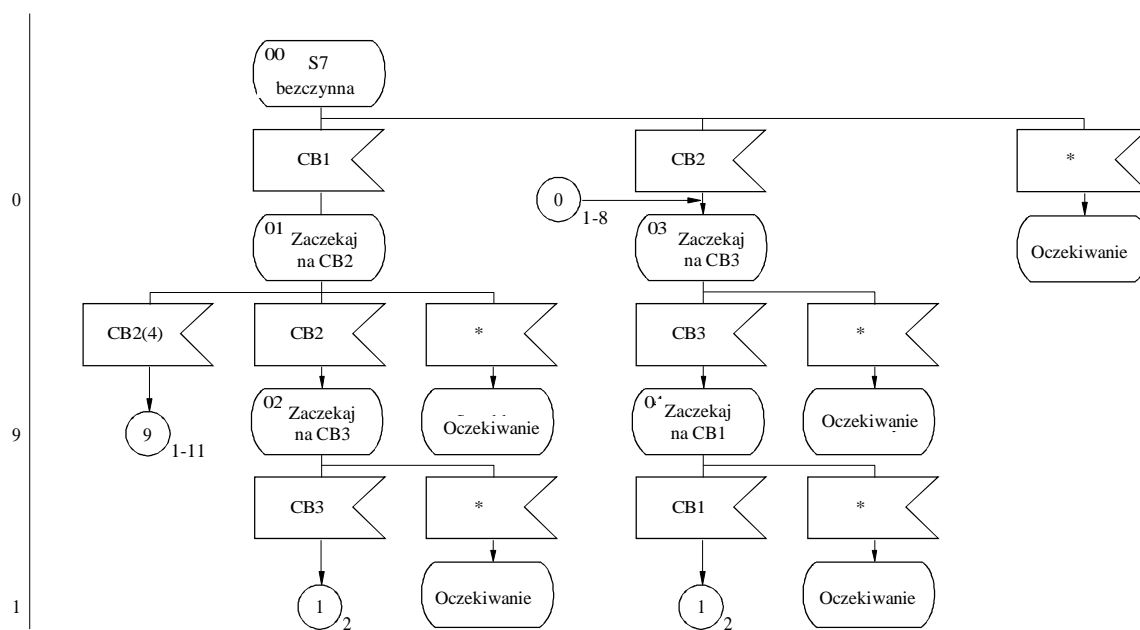 00
S7
bezczynna
CB1
CB2
*
0
0
1-8
01
Zaczekaj
na CB2
03
Zaczekaj
na CB3
Oczekiwanie
CB2(4)
CB2
*
CB3
*
02
Zaczekaj
na CB3
Oczekiwanie
04
Zaczekaj
na CB1
Oczekiwanie
9
9
1-11
CB3
*
CB1
*
1
1
2
Oczekiwanie
1
2
Oczekiwanie